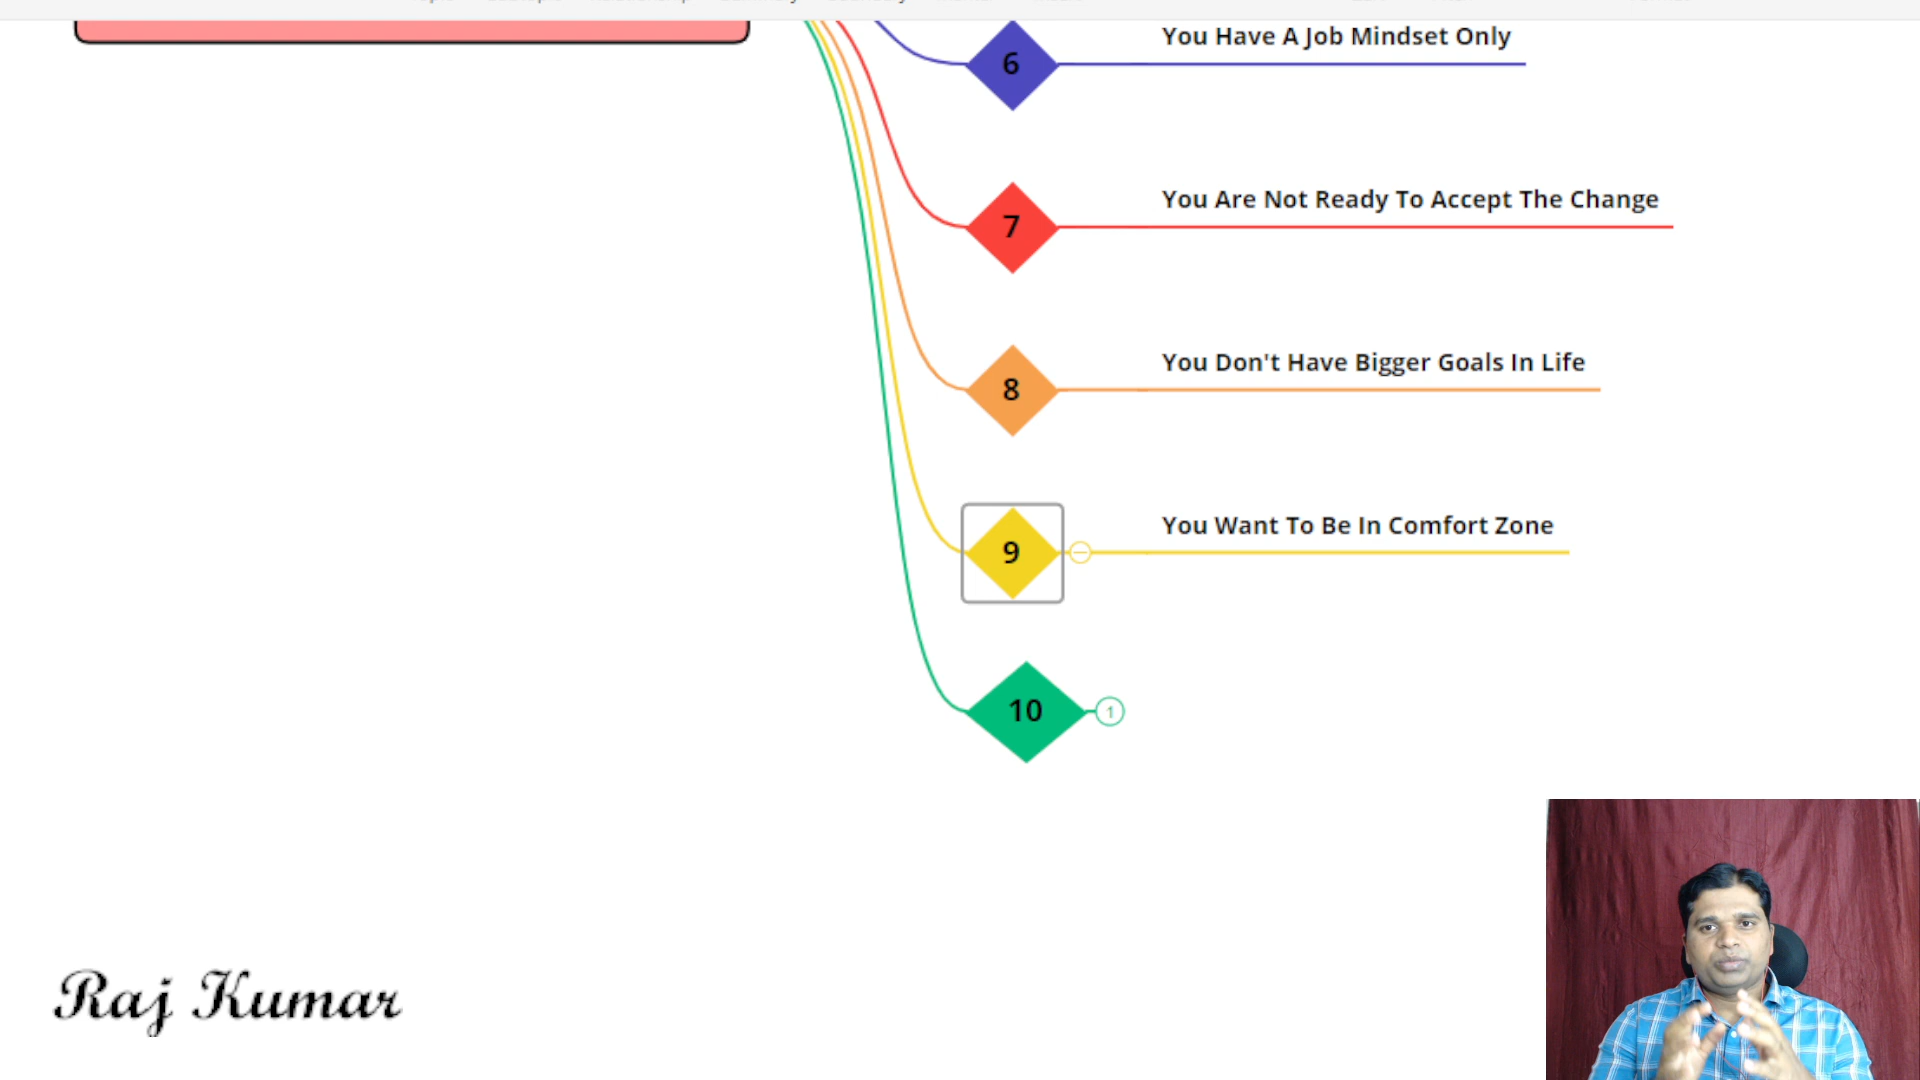 6
You Have A Job Mindset Only
7
You Are Not Ready To Accept The Change
8
You Don't Have Bigger Goals In Life
9
You Want To Be In Comfort Zone
10
1
Raj Kumar